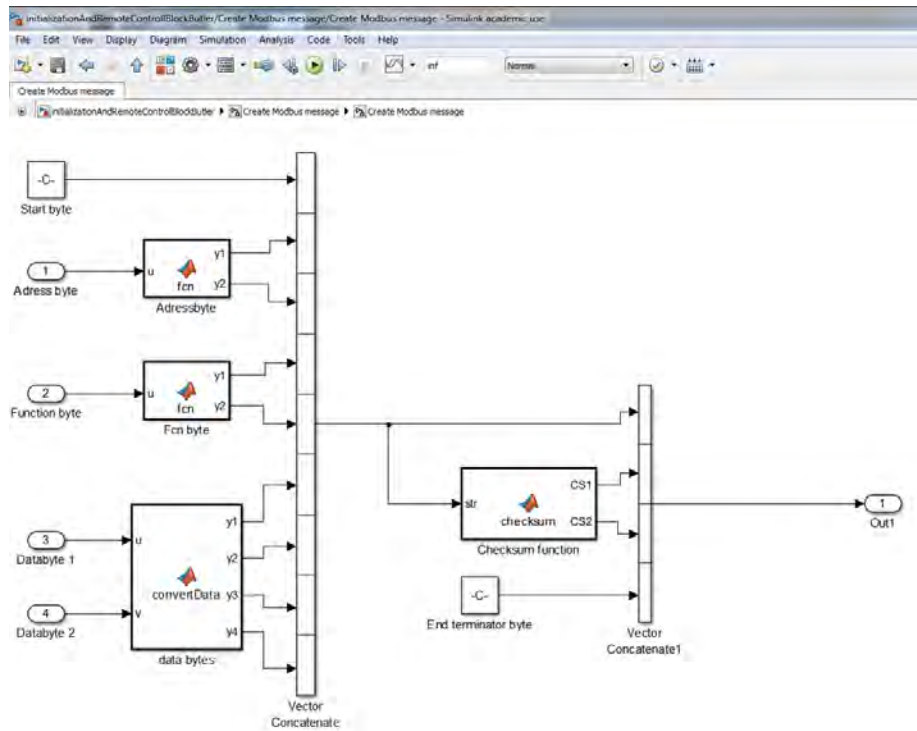 initializationAndRemoteControllBlockButler/Create Modbus message/Create Modbus message - Simulink academic use
File Edit View Display Diagram Simulation Analysis Code Tools Help
inf
Normal
Create Modbus message
initializationAndRemoteControllBlockButler Create Modbus message Create Modbus message
-C-
Start byte
1
Adress byte
u
fcn
y1
y2
Adressbyte
2
Function byte
u
fcn
y1
y2
Fcn byte
3
Databyte 1
4
Databyte 2
u
v
convertData
y1
y2
y3
y4
data bytes
Vector
Concatenate
str
checksum
CS1
CS2
Checksum function
-C-
End terminator byte
Vector
Concatenate1
1
Out1